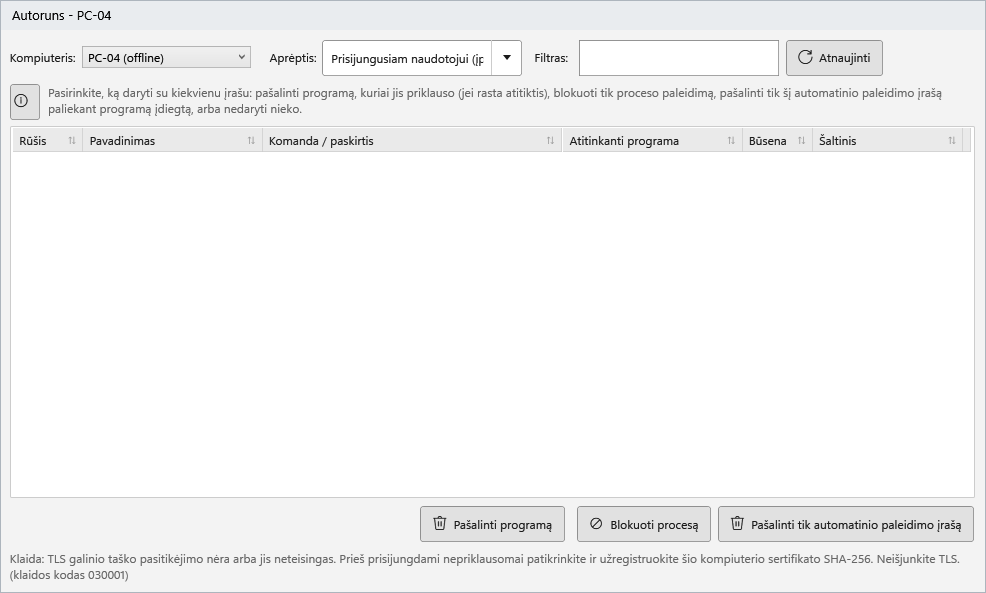 Autoruns - PC-04
Kompiuteris: PC-04 (offline) Aprėptis: Prisijungusiam naudotojui (įp Filtras: Atnaujinti
Pasirinkite, ką daryti su kiekvienu įrašu: pašalinti programą, kuriai jis priklauso (jei rasta atitiktis), blokuoti tik proceso paleidimą, pašalinti tik šį automatinio paleidimo įrašą
paliekant programą įdiegtą, arba nedaryti nieko.
Rūšis Pavadinimas Komanda / paskirtis Atitinkanti programa Būsena Šaltinis
Pašalinti programą Blokuoti procesą Pašalinti tik automatinio paleidimo įrašą
Klaida: TLS galinio taško pasitikėjimo nėra arba jis neteisingas. Prieš prisijungdami nepriklausomai patikrinkite ir užregistruokite šio kompiuterio sertifikato SHA-256. Neišjunkite TLS.
(klaidos kodas 030001)